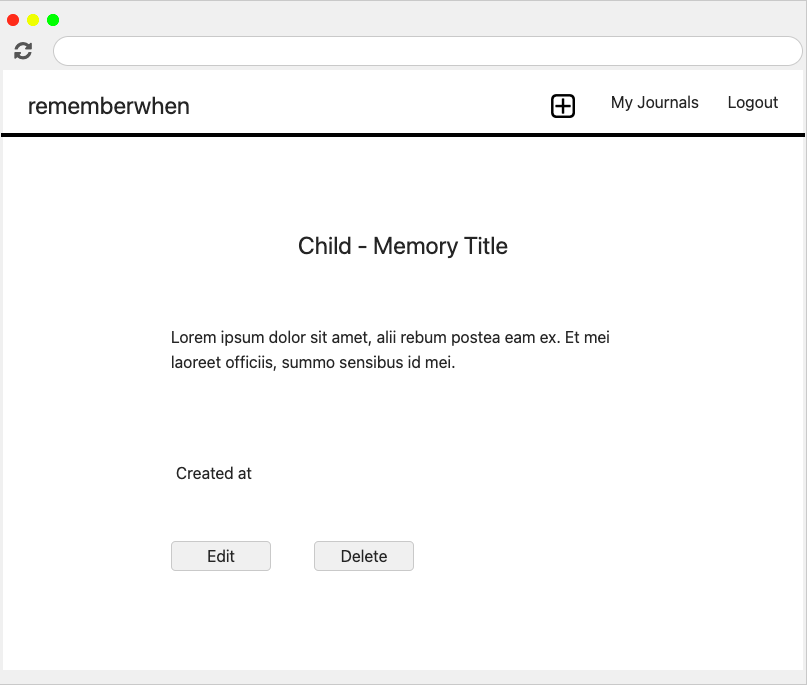 rememberwhen
My Journals
Logout
Child - Memory Title
Lorem ipsum dolor sit amet, alii rebum postea eam ex. Et mei
laoreet officiis, summo sensibus id mei.
Created at
Edit
Delete